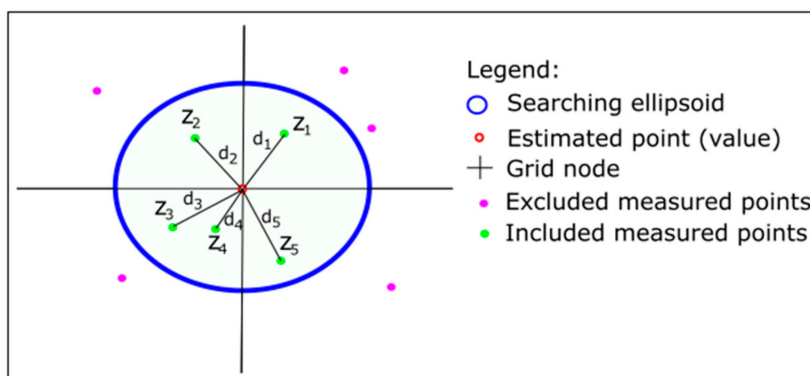 Legend:
Searching ellipsoid
Estimated point (value)
Grid node
Excluded measured points
Included measured points
z₂
z₁
d₁
d₂
d₃
z₃
d₄
d₅
z₄
z₅